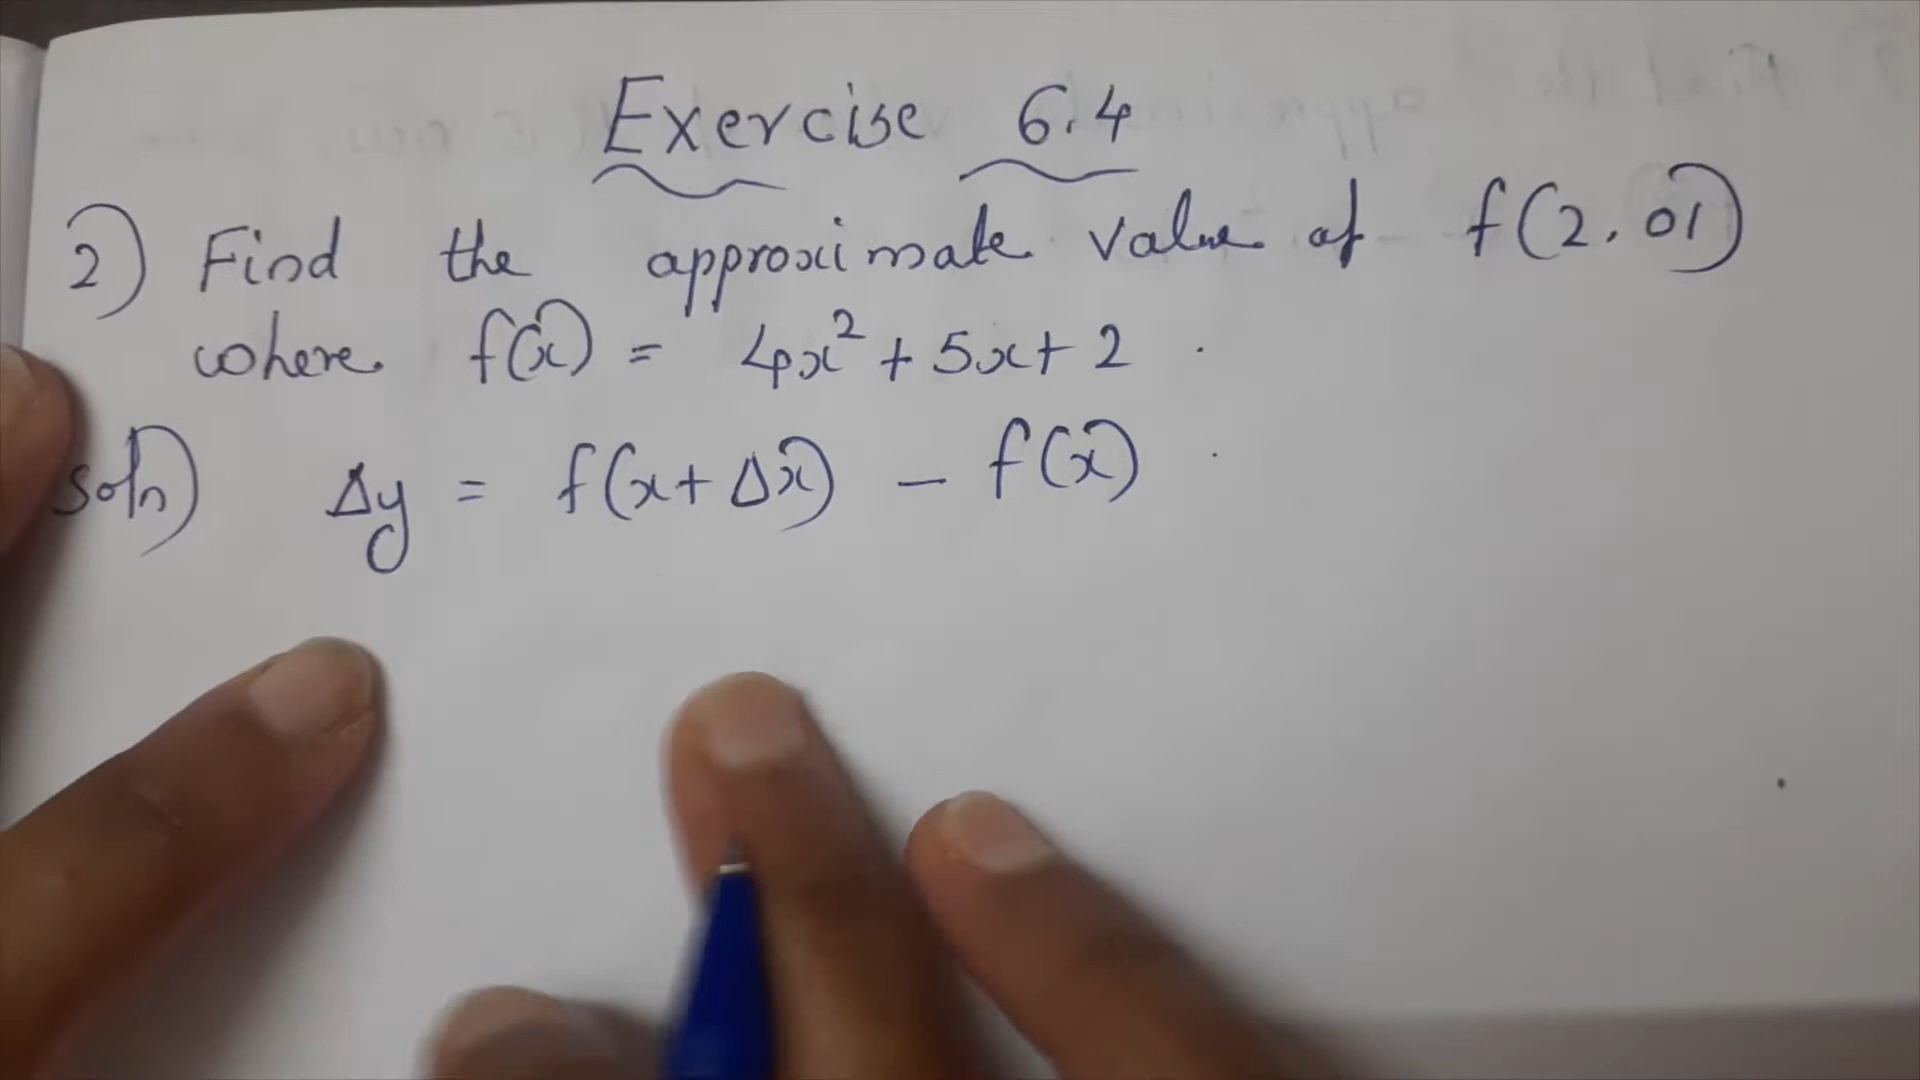 Exercise 6.4
2) Find the approximate value of f(2.01)
where f(x) = 4x² + 5x + 2 .
Soln) Δy = f(x + Δx) - f(x) .